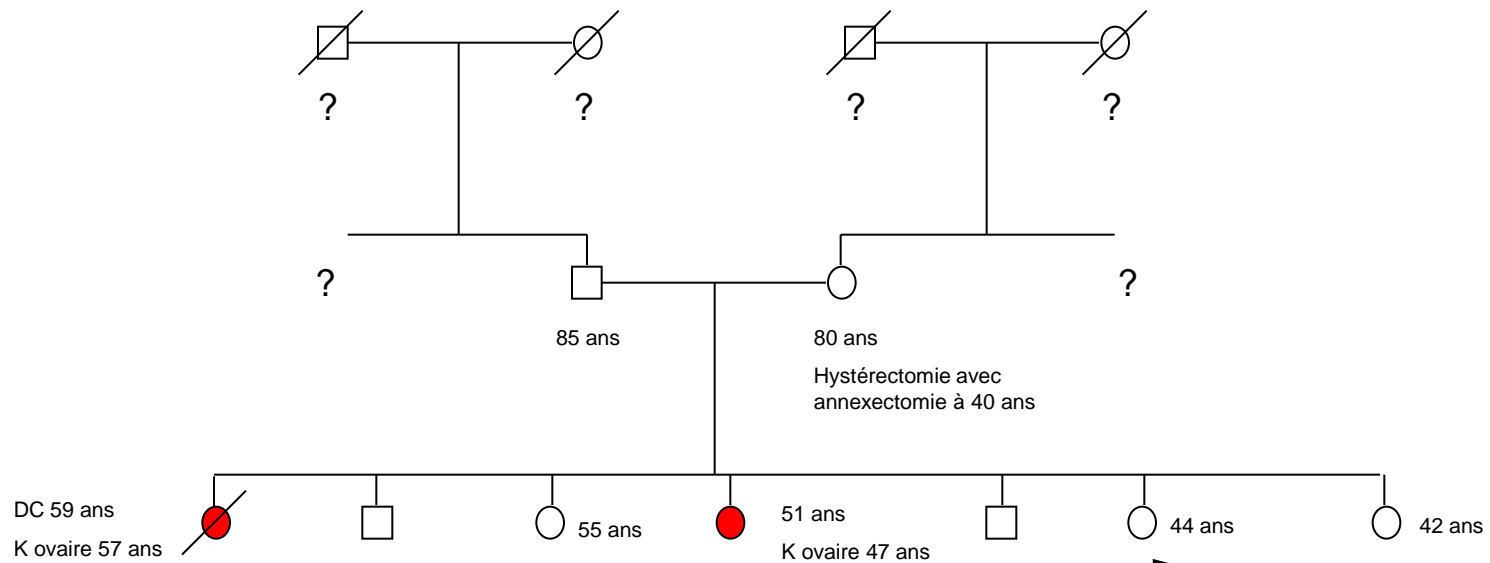 ? ? ? ?
? ?
85 ans
80 ans
Hystérectomie avec
annexectomie à 40 ans
DC 59 ans
K ovaire 57 ans
55 ans
51 ans
K ovaire 47 ans
44 ans
42 ans